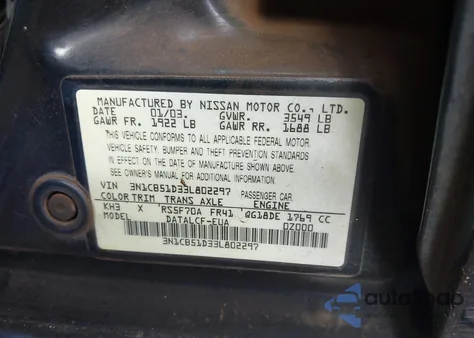 MANUFACTURED BY NISSAN MOTOR CO., LTD.
DATE 01/03. GVWR. 3549 LB
GAWR FR. 1922 LB GAWR RR. 1688 LB
THIS VEHICLE CONFORMS TO ALL APPLICABLE FEDERAL MOTOR
VEHICLE SAFETY, BUMPER AND THEFT PREVENTION STANDARDS
IN EFFECT ON THE DATE OF MANUFACTURE SHOWN ABOVE.
SEE OWNER'S MANUAL FOR ADDITIONAL INFORMATION
VIN 3N1CB51D33L802297 PASSENGER CAR
COLOR TRIM TRANS AXLE ENGINE
KH3 X RS5F70A FR41 QG18DE 1769 CC
MODEL DATALCF-EUA 0Z000
3N1CB51D33L802297
autoSnap